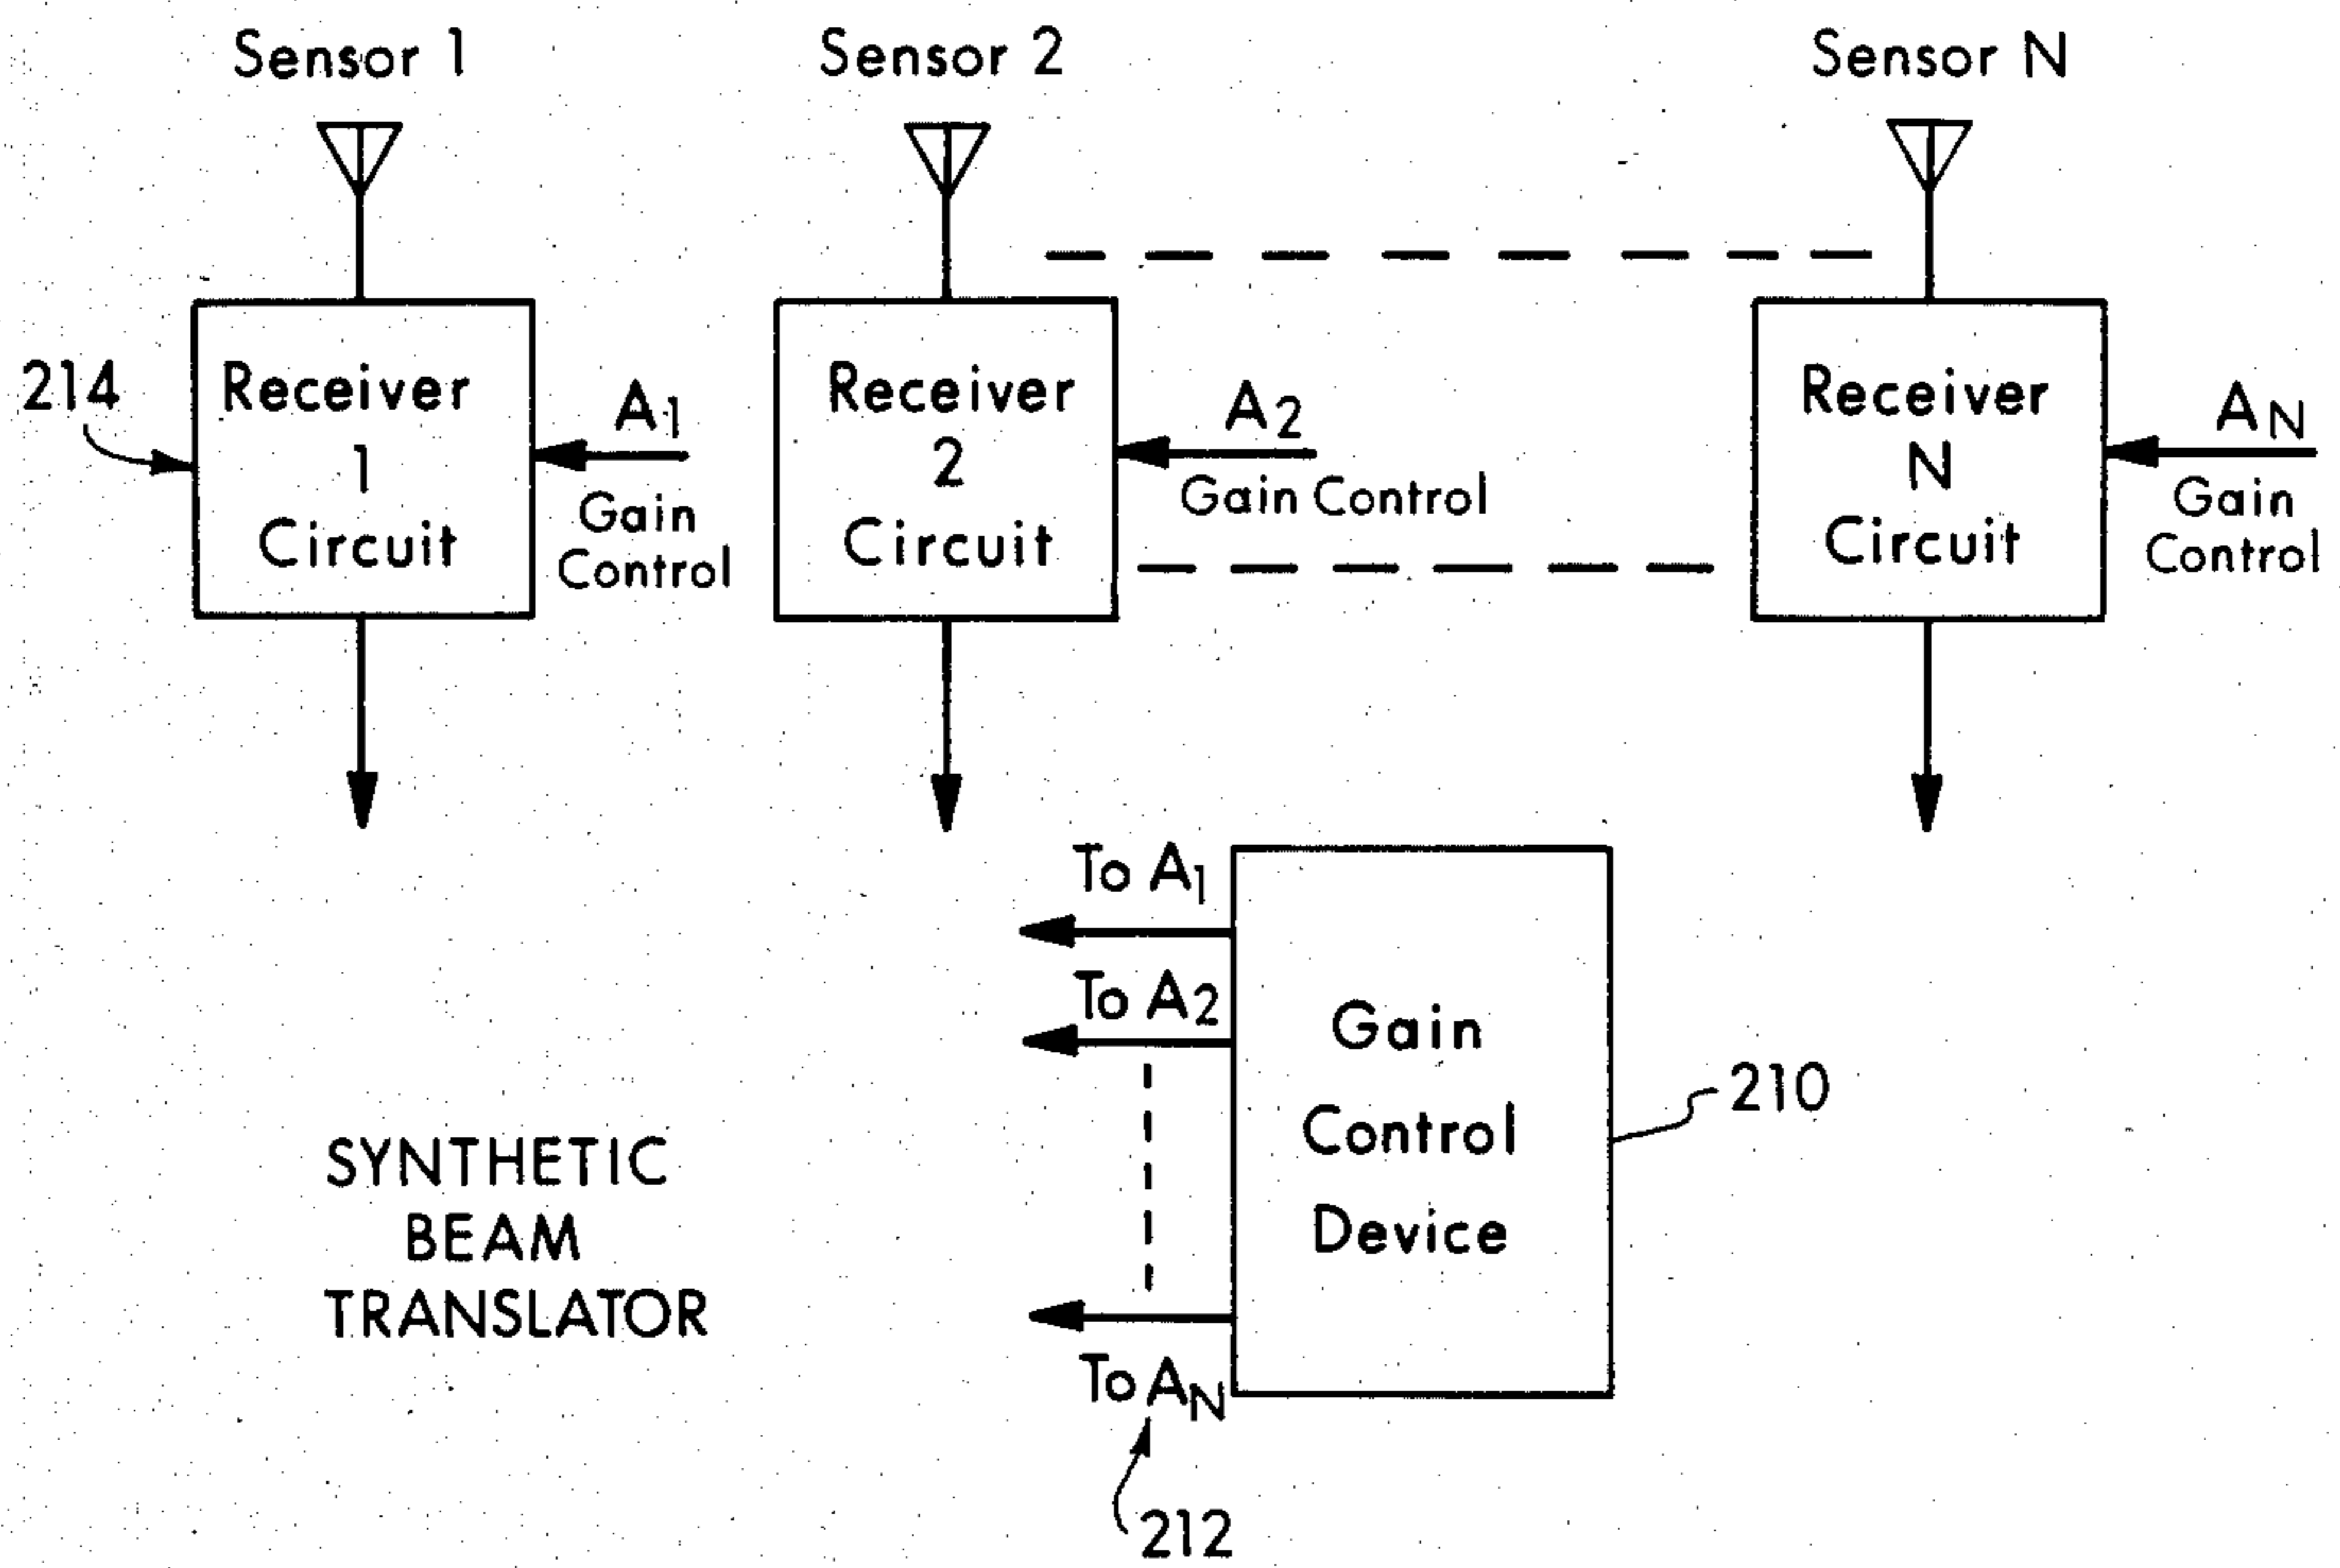 Sensor 1
Sensor 2
Sensor N
214
Receiver
1
Circuit
A1
Gain
Control
Receiver
2
Circuit
A2
Gain Control
Receiver
N
Circuit
AN
Gain
Control
To A1
To A2
To AN
Gain
Control
Device
210
212
SYNTHETIC
BEAM
TRANSLATOR